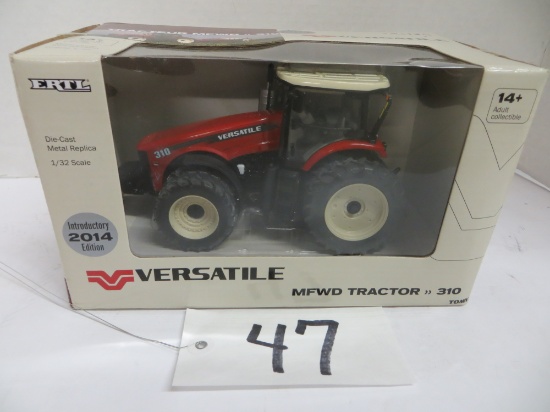 ERTL
Die-Cast
Metal Replica
1/32 Scale
14+
Adult
collectible
VERSATILE
310
Introductory
2014
Edition
VERSATILE
MFWD TRACTOR ›› 310
TOMY
47